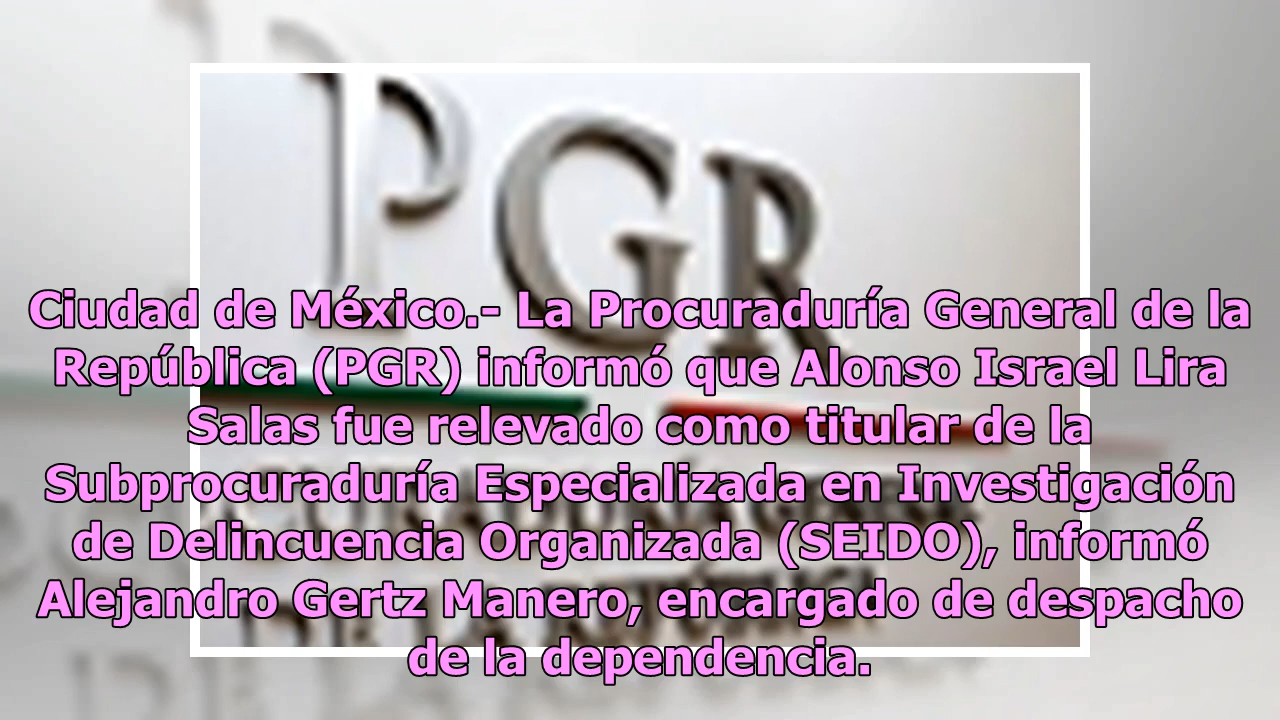 PGR
Ciudad de México.- La Procuraduría General de la
República (PGR) informó que Alonso Israel Lira
Salas fue relevado como titular de la
Subprocuraduría Especializada en Investigación
de Delincuencia Organizada (SEIDO), informó
Alejandro Gertz Manero, encargado de despacho
de la dependencia.